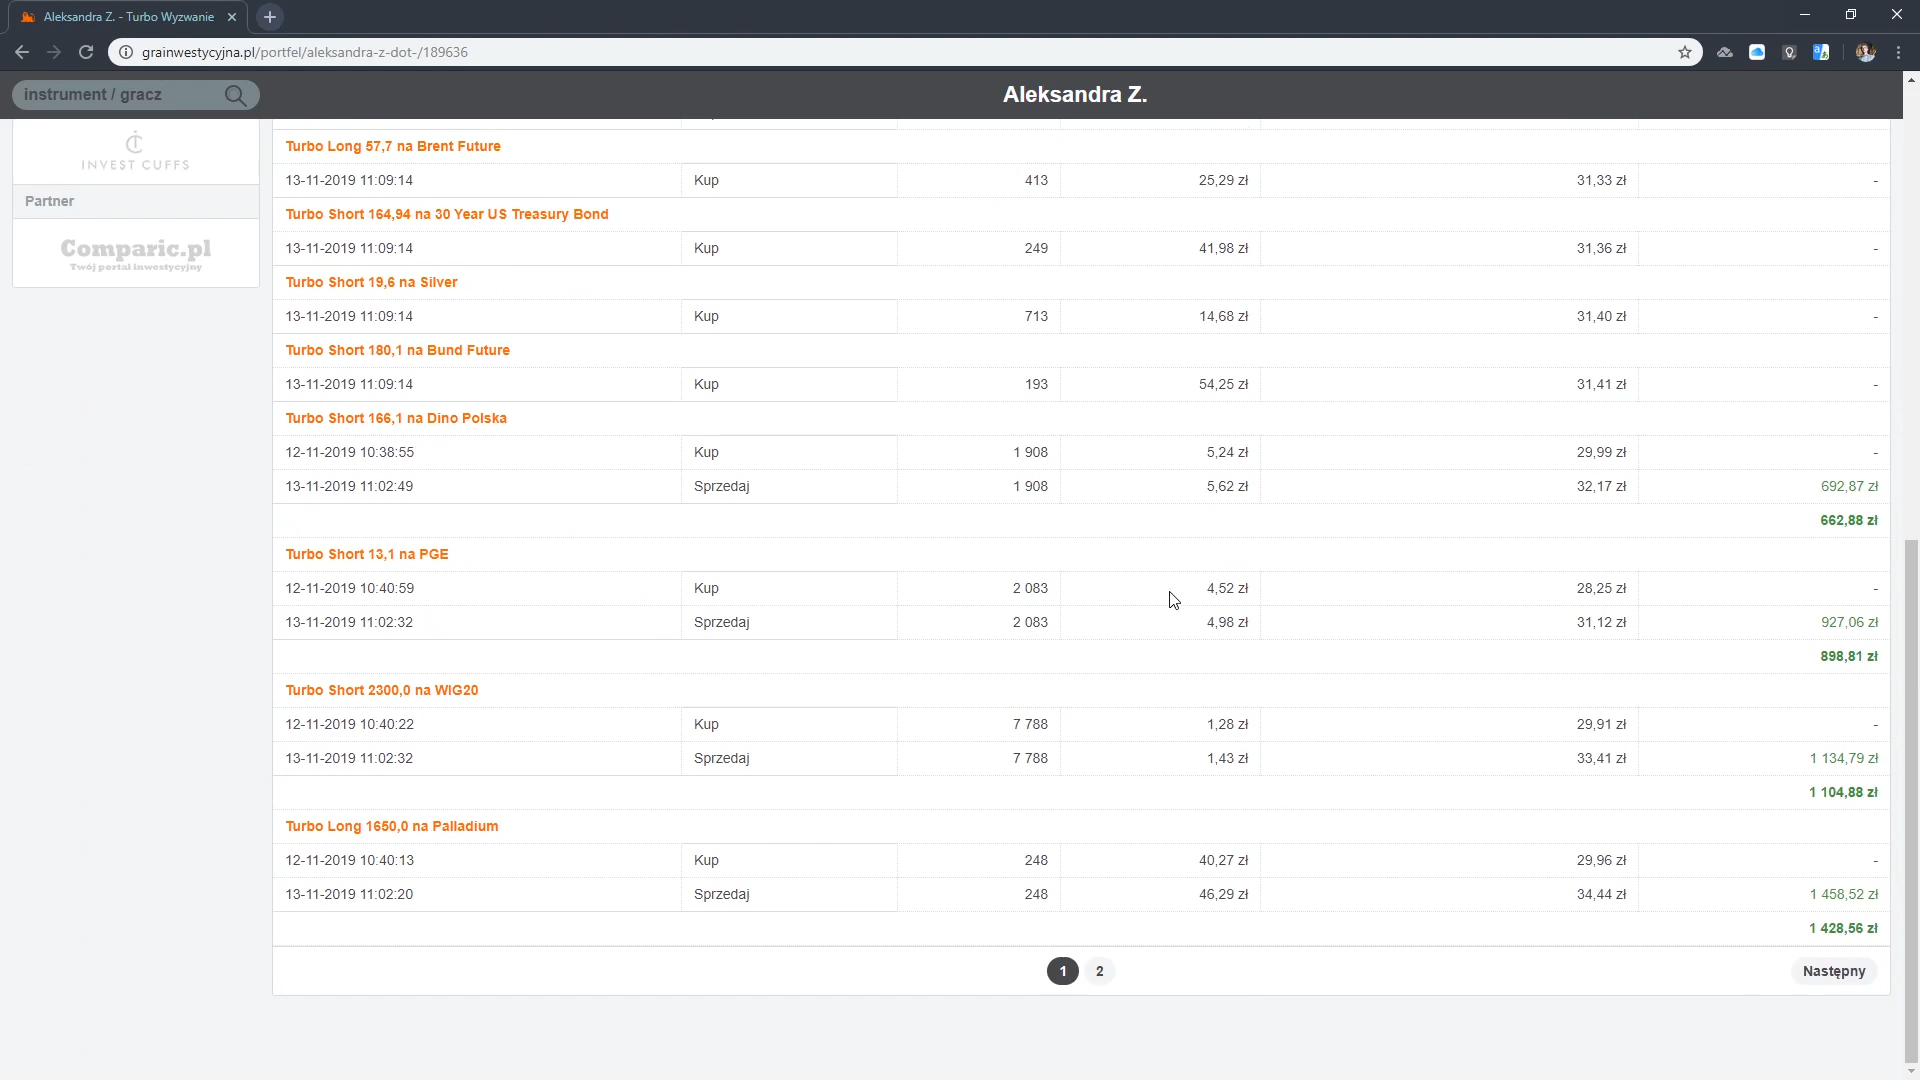 Aleksandra Z. - Turbo Wyzwanie
grainwestycyjna.pl/portfel/aleksandra-z-dot-/189636
instrument / gracz
Aleksandra Z.
INVEST CUFFS
Partner
Comparic.pl
Twój portal inwestycyjny
Turbo Long 57,7 na Brent Future
13-11-2019 11:09:14 Kup 413 25,29 zł 31,33 zł -
Turbo Short 164,94 na 30 Year US Treasury Bond
13-11-2019 11:09:14 Kup 249 41,98 zł 31,36 zł -
Turbo Short 19,6 na Silver
13-11-2019 11:09:14 Kup 713 14,68 zł 31,40 zł -
Turbo Short 180,1 na Bund Future
13-11-2019 11:09:14 Kup 193 54,25 zł 31,41 zł -
Turbo Short 166,1 na Dino Polska
12-11-2019 10:38:55 Kup 1 908 5,24 zł 29,99 zł -
13-11-2019 11:02:49 Sprzedaj 1 908 5,62 zł 32,17 zł 692,87 zł
662,88 zł
Turbo Short 13,1 na PGE
12-11-2019 10:40:59 Kup 2 083 4,52 zł 28,25 zł -
13-11-2019 11:02:32 Sprzedaj 2 083 4,98 zł 31,12 zł 927,06 zł
898,81 zł
Turbo Short 2300,0 na WIG20
12-11-2019 10:40:22 Kup 7 788 1,28 zł 29,91 zł -
13-11-2019 11:02:32 Sprzedaj 7 788 1,43 zł 33,41 zł 1 134,79 zł
1 104,88 zł
Turbo Long 1650,0 na Palladium
12-11-2019 10:40:13 Kup 248 40,27 zł 29,96 zł -
13-11-2019 11:02:20 Sprzedaj 248 46,29 zł 34,44 zł 1 458,52 zł
1 428,56 zł
1 2 Następny